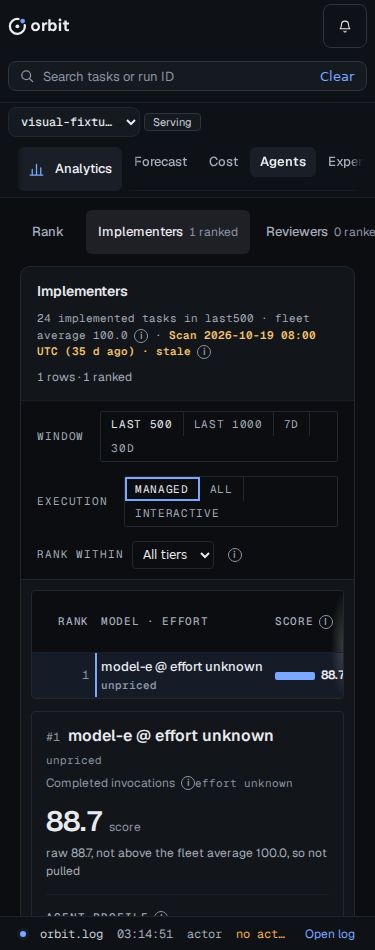 orbit
Search tasks or run ID Clear
visual-fixtu… Serving
Analytics Forecast Cost Agents Exper
Rank Implementers 1 ranked Reviewers 0 ranke
Implementers
24 implemented tasks in last500 · fleet
average 100.0 ⓘ · Scan 2026-10-19 08:00
UTC (35 d ago) · stale ⓘ
1 rows · 1 ranked
WINDOW LAST 500 LAST 1000 7D
30D
EXECUTION MANAGED ALL
INTERACTIVE
RANK WITHIN All tiers ⓘ
RANK MODEL · EFFORT SCORE ⓘ
1 model-e @ effort unknown 88.7
unpriced
#1 model-e @ effort unknown
unpriced
Completed invocations ⓘ effort unknown
88.7 score
raw 88.7, not above the fleet average 100.0, so not
pulled
AGENT PROFILE ⓘ
orbit.log 03:14:51 actor no act… Open log